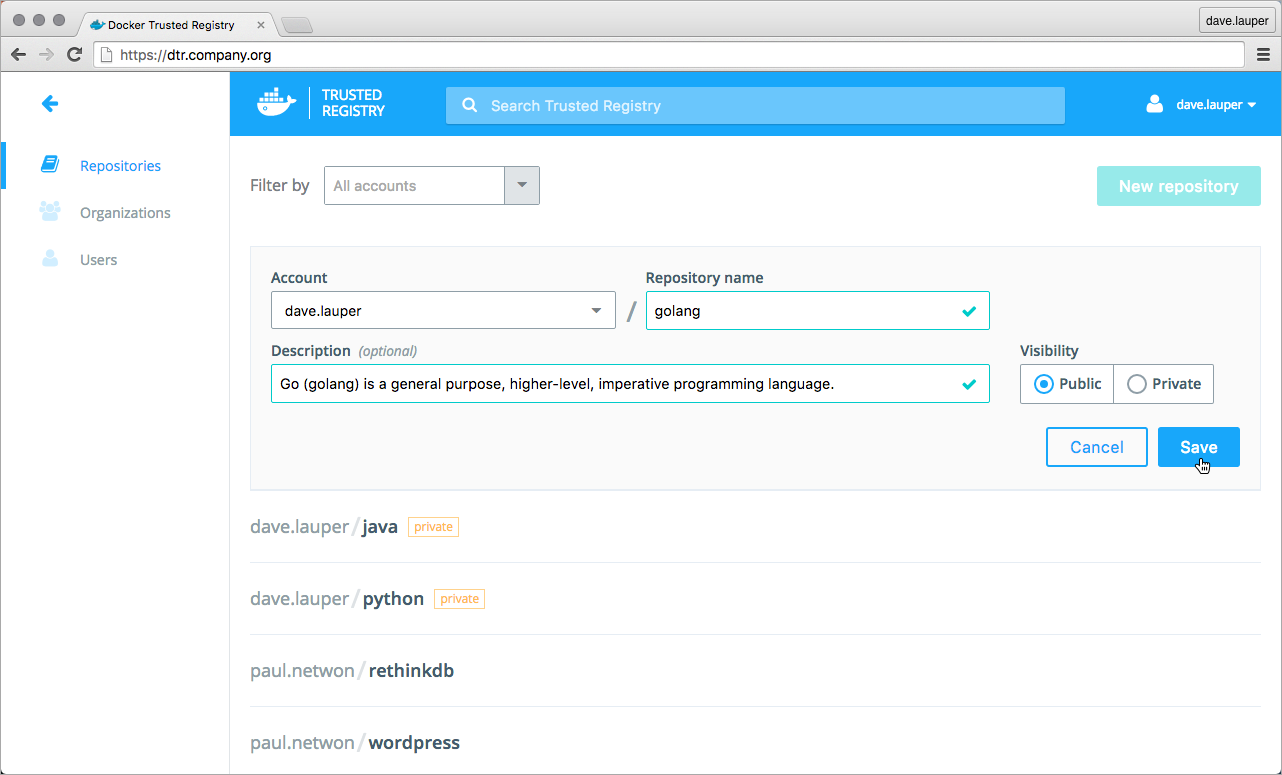 Docker Trusted Registry
dave.lauper
https://dtr.company.org
TRUSTED
REGISTRY
Search Trusted Registry
dave.lauper
Repositories
Organizations
Users
Filter by
All accounts
New repository
Account
Repository name
dave.lauper
/
golang
Description (optional)
Visibility
Go (golang) is a general purpose, higher-level, imperative programming language.
Public
Private
Cancel
Save
dave.lauper/java private
dave.lauper/python private
paul.netwon/rethinkdb
paul.netwon/wordpress